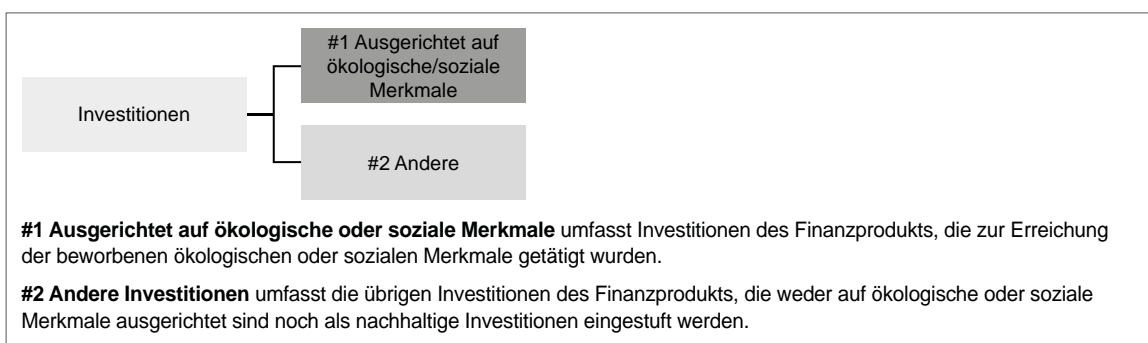 #1 Ausgerichtet auf
ökologische/soziale
Merkmale
Investitionen
#2 Andere
#1 Ausgerichtet auf ökologische oder soziale Merkmale umfasst Investitionen des Finanzprodukts, die zur Erreichung
der beworbenen ökologischen oder sozialen Merkmale getätigt wurden.
#2 Andere Investitionen umfasst die übrigen Investitionen des Finanzprodukts, die weder auf ökologische oder soziale
Merkmale ausgerichtet sind noch als nachhaltige Investitionen eingestuft werden.